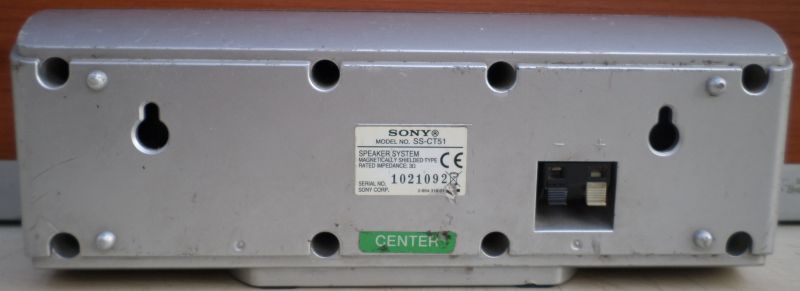 SONY®
MODEL NO. SS-CT51
SPEAKER SYSTEM
MAGNETICALLY SHIELDED TYPE
RATED IMPEDANCE: 3Ω
CE
SERIAL NO. 1021092
SONY CORP.
− +
CENTER